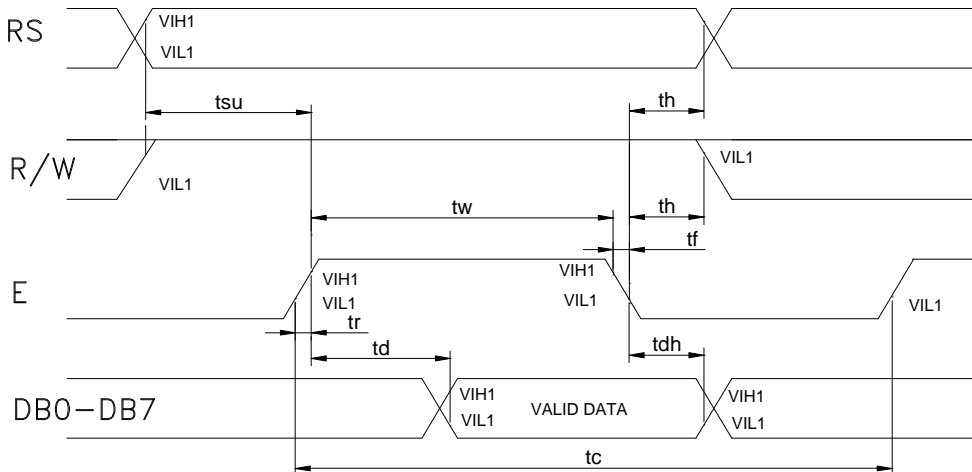 RS
VIH1
VIL1
tsu
th
R/W
VIL1
VIL1
tw
th
tf
E
VIH1
VIL1
VIH1
VIL1
VIL1
tr
td
tdh
DB0-DB7
VIH1
VIL1
VALID DATA
VIH1
VIL1
tc